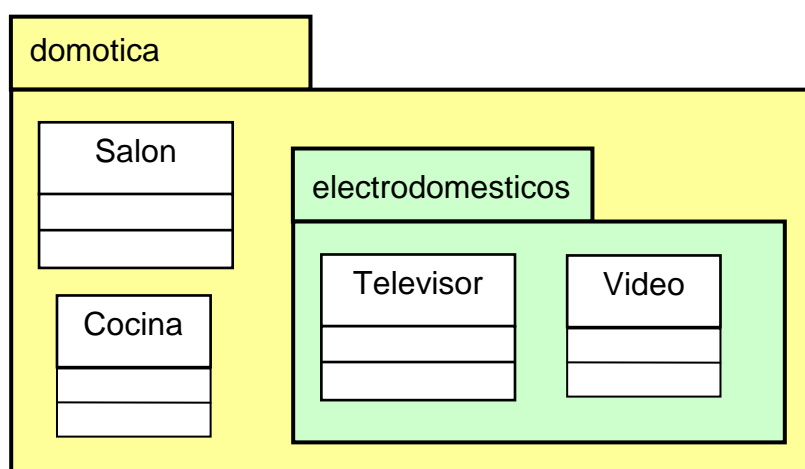 domotica
Salon
electrodomesticos
Televisor
Video
Cocina